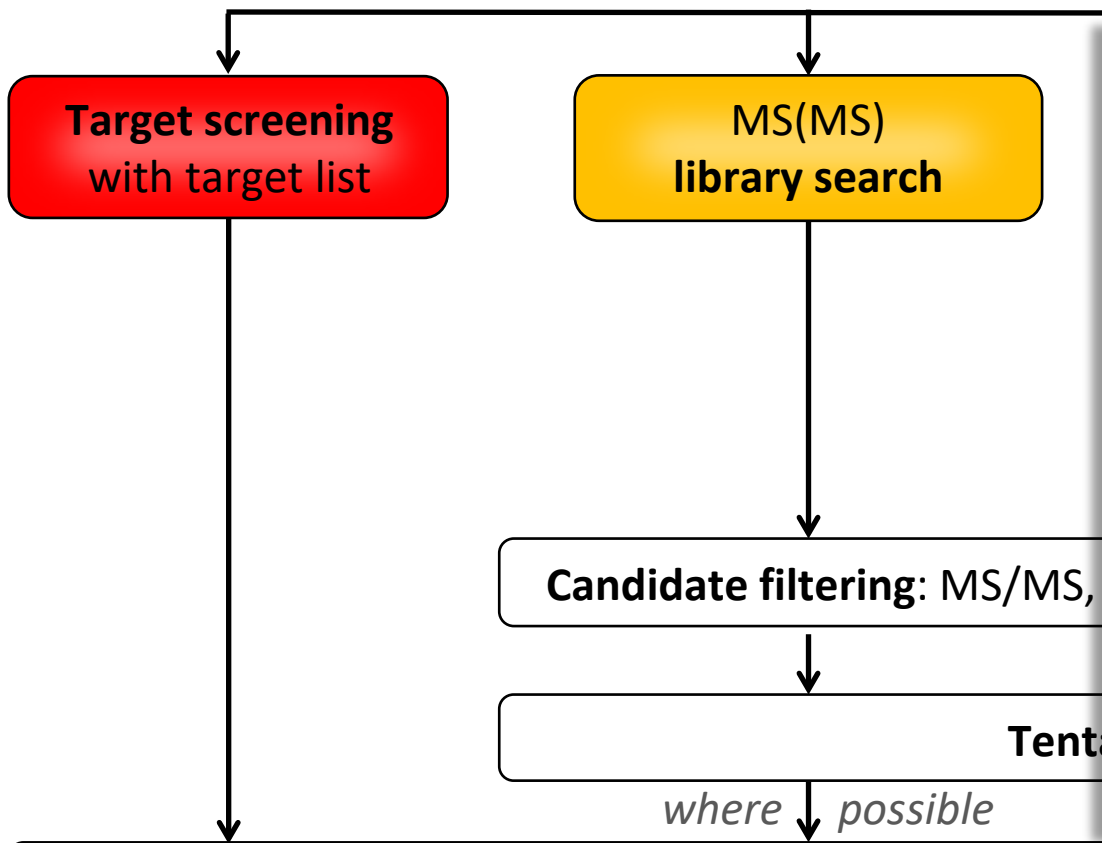 Target screening
with target list
MS(MS)
library search
Candidate filtering: MS/MS,
where possible